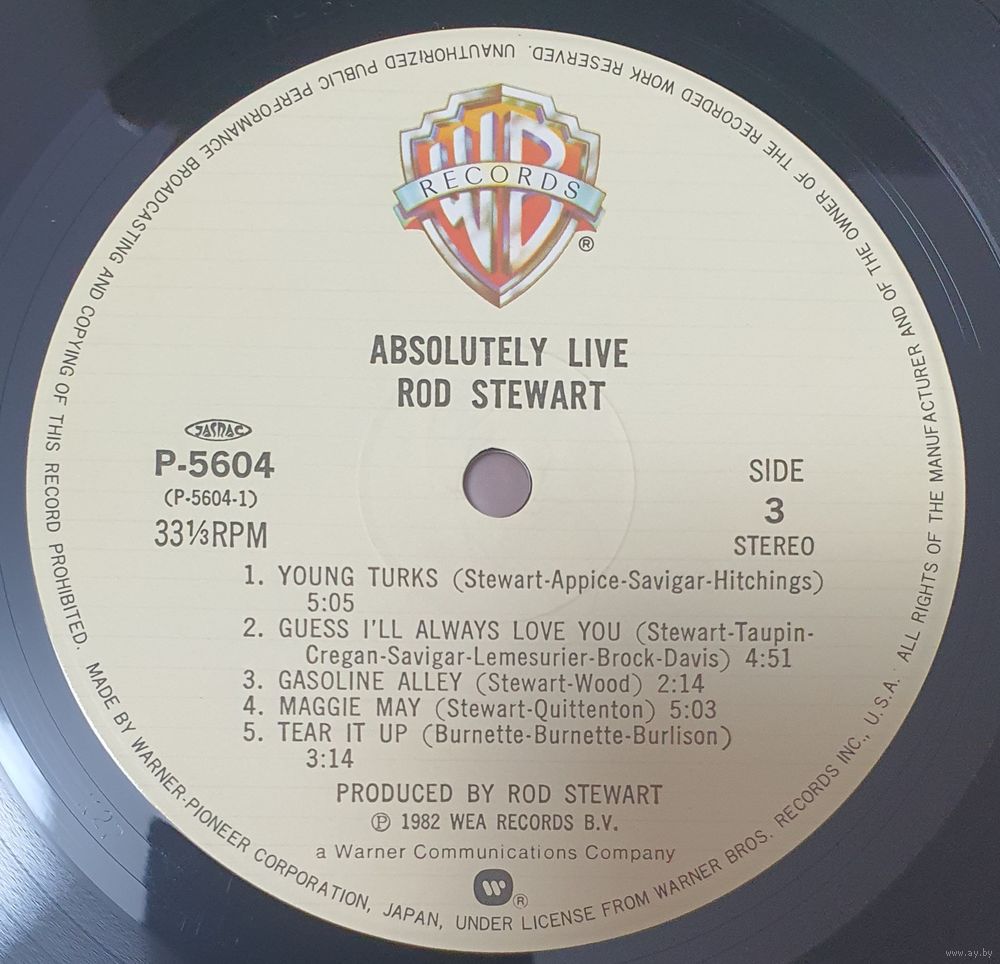 UNAUTHORIZED PUBLIC PERFORMANCE BROADCASTING AND COPYING OF THIS RECORD PROHIBITED. MADE BY WARNER-PIONEER CORPORATION, JAPAN, UNDER LICENSE FROM WARNER BROS. RECORDS INC., U.S.A. ALL RIGHTS OF THE MANUFACTURER AND OF THE OWNER OF THE RECORDED WORK RESERVED.
WB
RECORDS
®
ABSOLUTELY LIVE
ROD STEWART
JASRAC
P-5604
(P-5604-1)
33⅓RPM
SIDE
3
STEREO
1. YOUNG TURKS (Stewart-Appice-Savigar-Hitchings)
5:05
2. GUESS I'LL ALWAYS LOVE YOU (Stewart-Taupin-
Cregan-Savigar-Lemesurier-Brock-Davis) 4:51
3. GASOLINE ALLEY (Stewart-Wood) 2:14
4. MAGGIE MAY (Stewart-Quittenton) 5:03
5. TEAR IT UP (Burnette-Burnette-Burlison)
3:14
PRODUCED BY ROD STEWART
℗ 1982 WEA RECORDS B.V.
a Warner Communications Company
®
www.ay.by